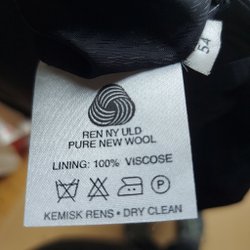 54
REN NY ULD
PURE NEW WOOL
LINING: 100% VISCOSE
P
KEMISK RENS • DRY CLEAN